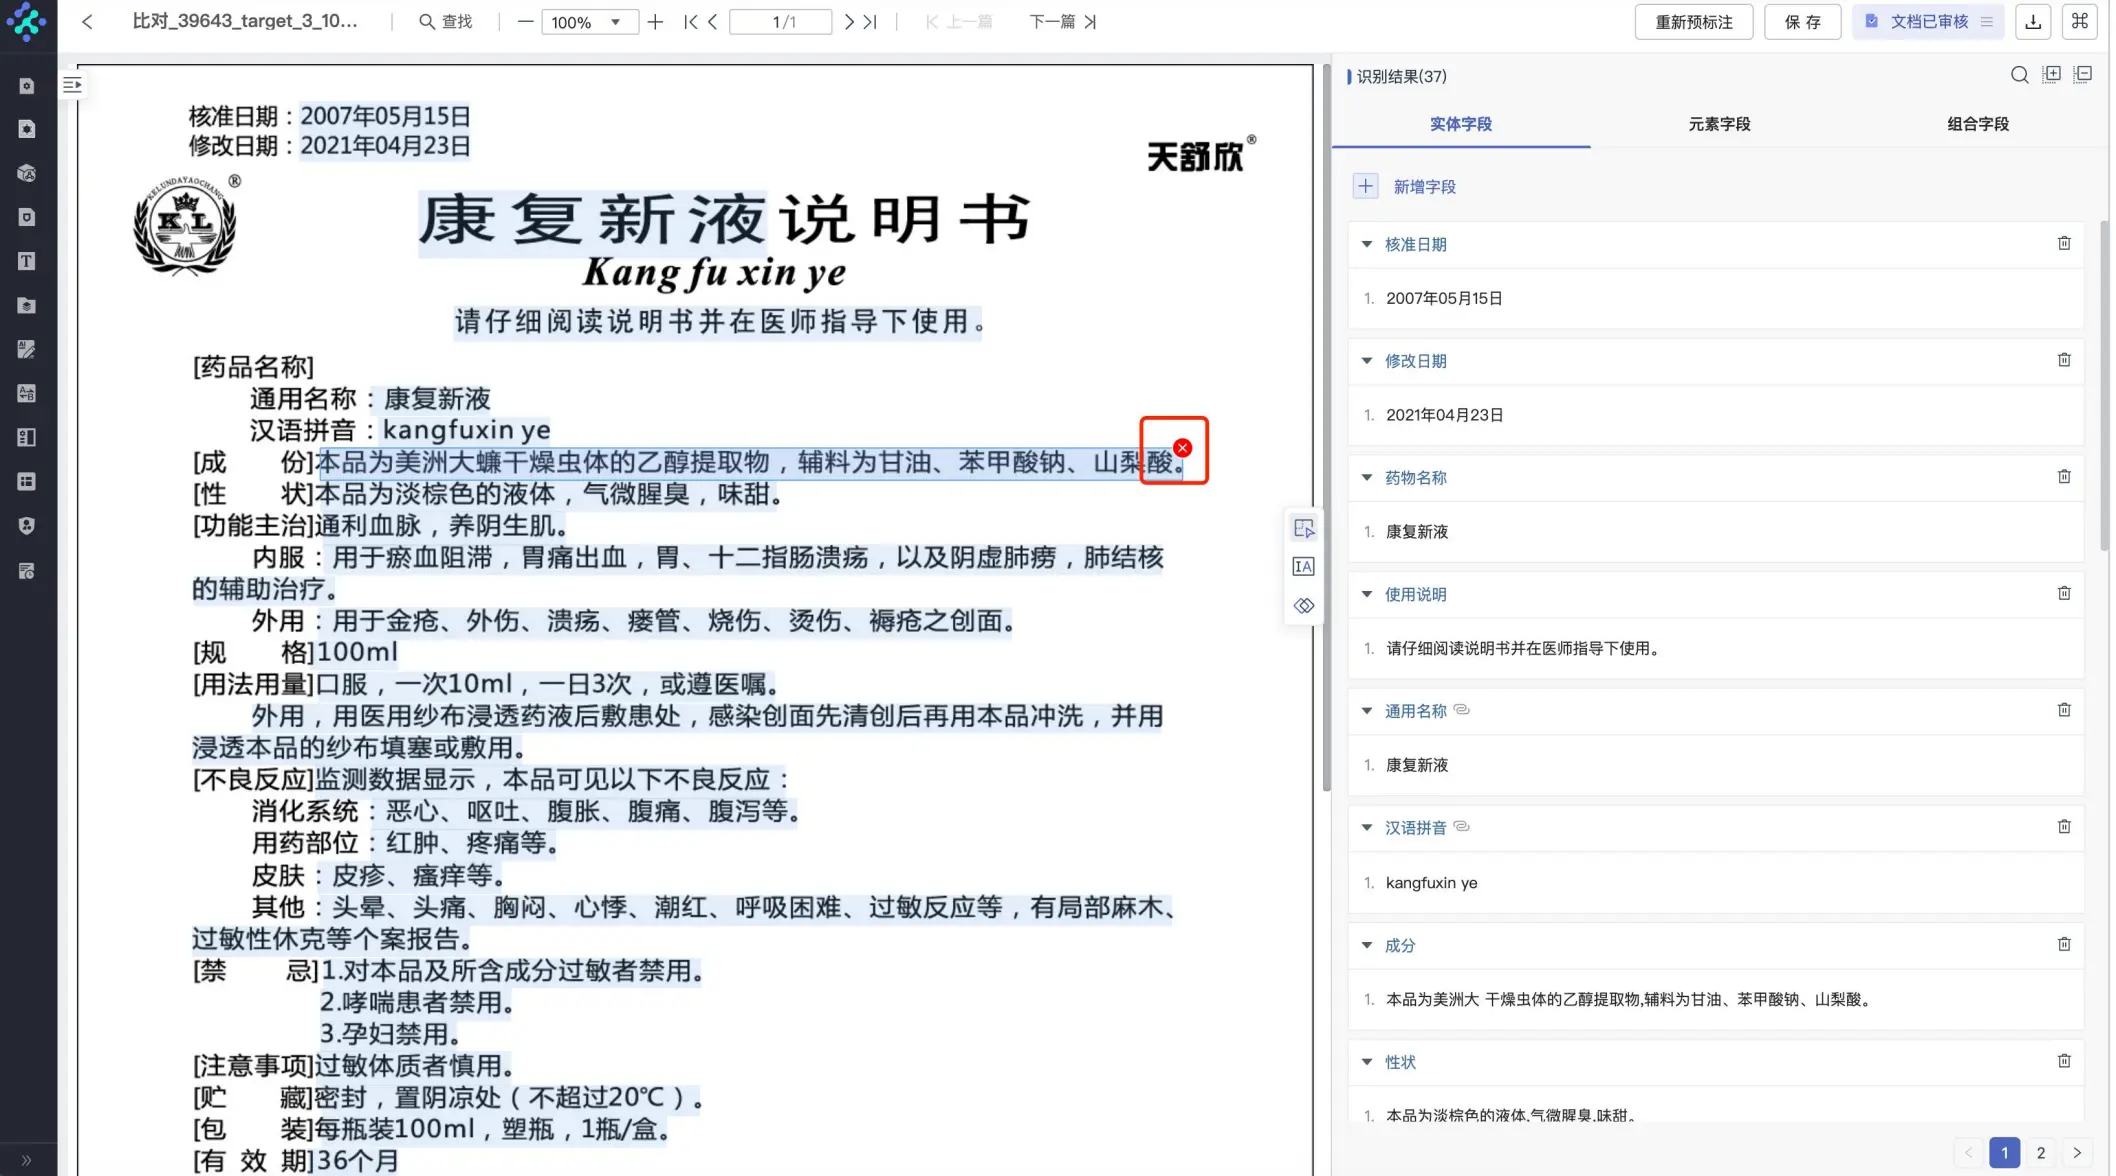 比对_39643_target_3_10...
查找
100%
1/1
上一篇
下一篇
重新预标注
保 存
文档已审核
核准日期：2007年05月15日
修改日期：2021年04月23日
天舒欣®
KELUNDAYAOCHANG ®
KL
康复新液说明书
Kang fu xin ye
请仔细阅读说明书并在医师指导下使用。
[药品名称]
通用名称：康复新液
汉语拼音：kangfuxin ye
[成 份]本品为美洲大蠊干燥虫体的乙醇提取物，辅料为甘油、苯甲酸钠、山梨酸。
[性 状]本品为淡棕色的液体，气微腥臭，味甜。
[功能主治]通利血脉，养阴生肌。
内服：用于瘀血阻滞，胃痛出血，胃、十二指肠溃疡，以及阴虚肺痨，肺结核
的辅助治疗。
外用：用于金疮、外伤、溃疡、瘘管、烧伤、烫伤、褥疮之创面。
[规 格]100ml
[用法用量]口服，一次10ml，一日3次，或遵医嘱。
外用，用医用纱布浸透药液后敷患处，感染创面先清创后再用本品冲洗，并用
浸透本品的纱布填塞或敷用。
[不良反应]监测数据显示，本品可见以下不良反应：
消化系统：恶心、呕吐、腹胀、腹痛、腹泻等。
用药部位：红肿、疼痛等。
皮肤：皮疹、瘙痒等。
其他：头晕、头痛、胸闷、心悸、潮红、呼吸困难、过敏反应等，有局部麻木、
过敏性休克等个案报告。
[禁 忌]1.对本品及所含成分过敏者禁用。
2.哮喘患者禁用。
3.孕妇禁用。
[注意事项]过敏体质者慎用。
[贮 藏]密封，置阴凉处（不超过20℃）。
[包 装]每瓶装100ml，塑瓶，1瓶/盒。
[有 效 期]36个月
识别结果(37)
实体字段
元素字段
组合字段
新增字段
核准日期
1. 2007年05月15日
修改日期
1. 2021年04月23日
药物名称
1. 康复新液
使用说明
1. 请仔细阅读说明书并在医师指导下使用。
通用名称
1. 康复新液
汉语拼音
1. kangfuxin ye
成分
1. 本品为美洲大 干燥虫体的乙醇提取物,辅料为甘油、苯甲酸钠、山梨酸。
性状
1. 本品为淡棕色的液体,气微腥臭,味甜。
1
2